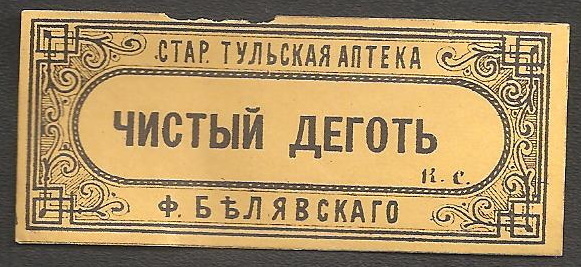 СТАР. ТУЛЬСКАЯ АПТЕКА
ЧИСТЫЙ ДЕГОТЬ
К. С.
Ф. БѢЛЯВСКАГО